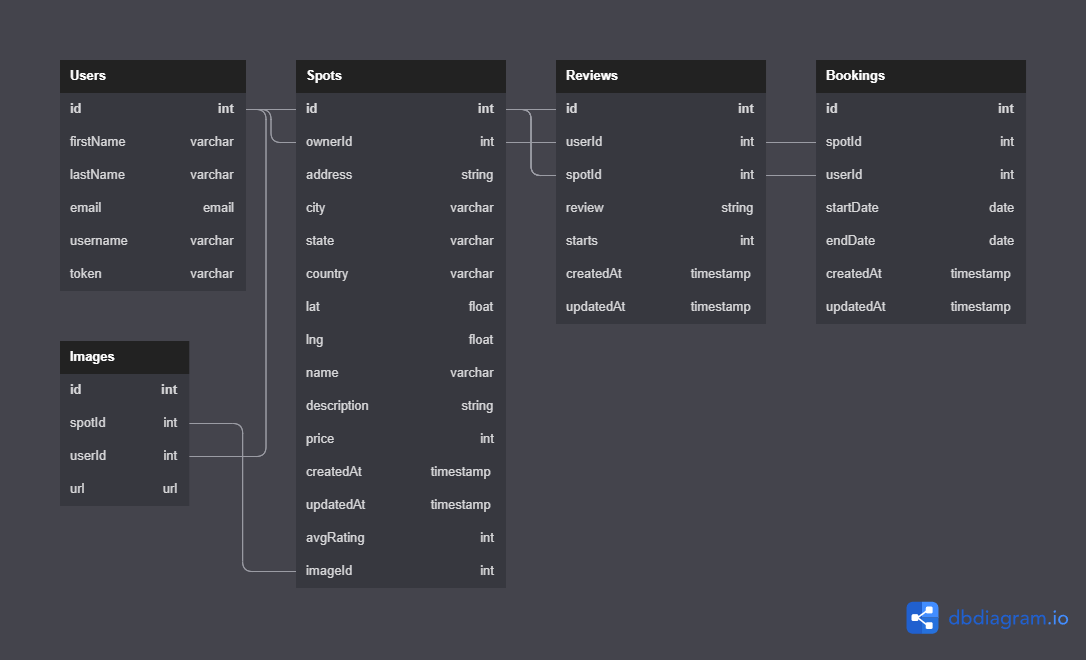 Users
id int
firstName varchar
lastName varchar
email email
username varchar
token varchar
Images
id int
spotId int
userId int
url url
Spots
id int
ownerId int
address string
city varchar
state varchar
country varchar
lat float
lng float
name varchar
description string
price int
createdAt timestamp
updatedAt timestamp
avgRating int
imageId int
Reviews
id int
userId int
spotId int
review string
starts int
createdAt timestamp
updatedAt timestamp
Bookings
id int
spotId int
userId int
startDate date
endDate date
createdAt timestamp
updatedAt timestamp
dbdiagram.io